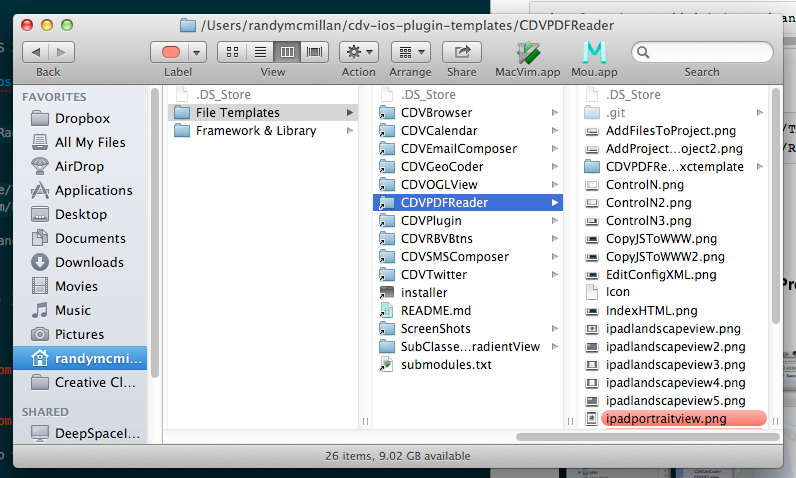 /Users/randymcmillan/cdv-ios-plugin-templates/CDVPDFReader
Back
Label
View
Action
Arrange
Share
MacVim.app
Mou.app
Search
Search
FAVORITES
Dropbox
All My Files
AirDrop
Applications
Desktop
Documents
Downloads
Movies
Music
Pictures
randymcmi...
Creative Cl...
SHARED
DeepSpaceI...
.DS_Store
File Templates
Framework & Library
.DS_Store
CDVBrowser
CDVCalendar
CDVEmailComposer
CDVGeoCoder
CDVOGLView
CDVPDFReader
CDVPlugin
CDVRBVBtns
CDVSMSComposer
CDVTwitter
installer
README.md
ScreenShots
SubClasse...radientView
submodules.txt
.DS_Store
.git
AddFilesToProject.png
AddProject...oject2.png
CDVPDFRe...xctemplate
ControlN.png
ControlN2.png
ControlN3.png
CopyJSToWWW.png
CopyJSToWWW2.png
EditConfigXML.png
Icon
IndexHTML.png
ipadlandscapeview.png
ipadlandscapeview2.png
ipadlandscapeview3.png
ipadlandscapeview4.png
ipadlandscapeview5.png
ipadportraitview.png
26 items, 9.02 GB available